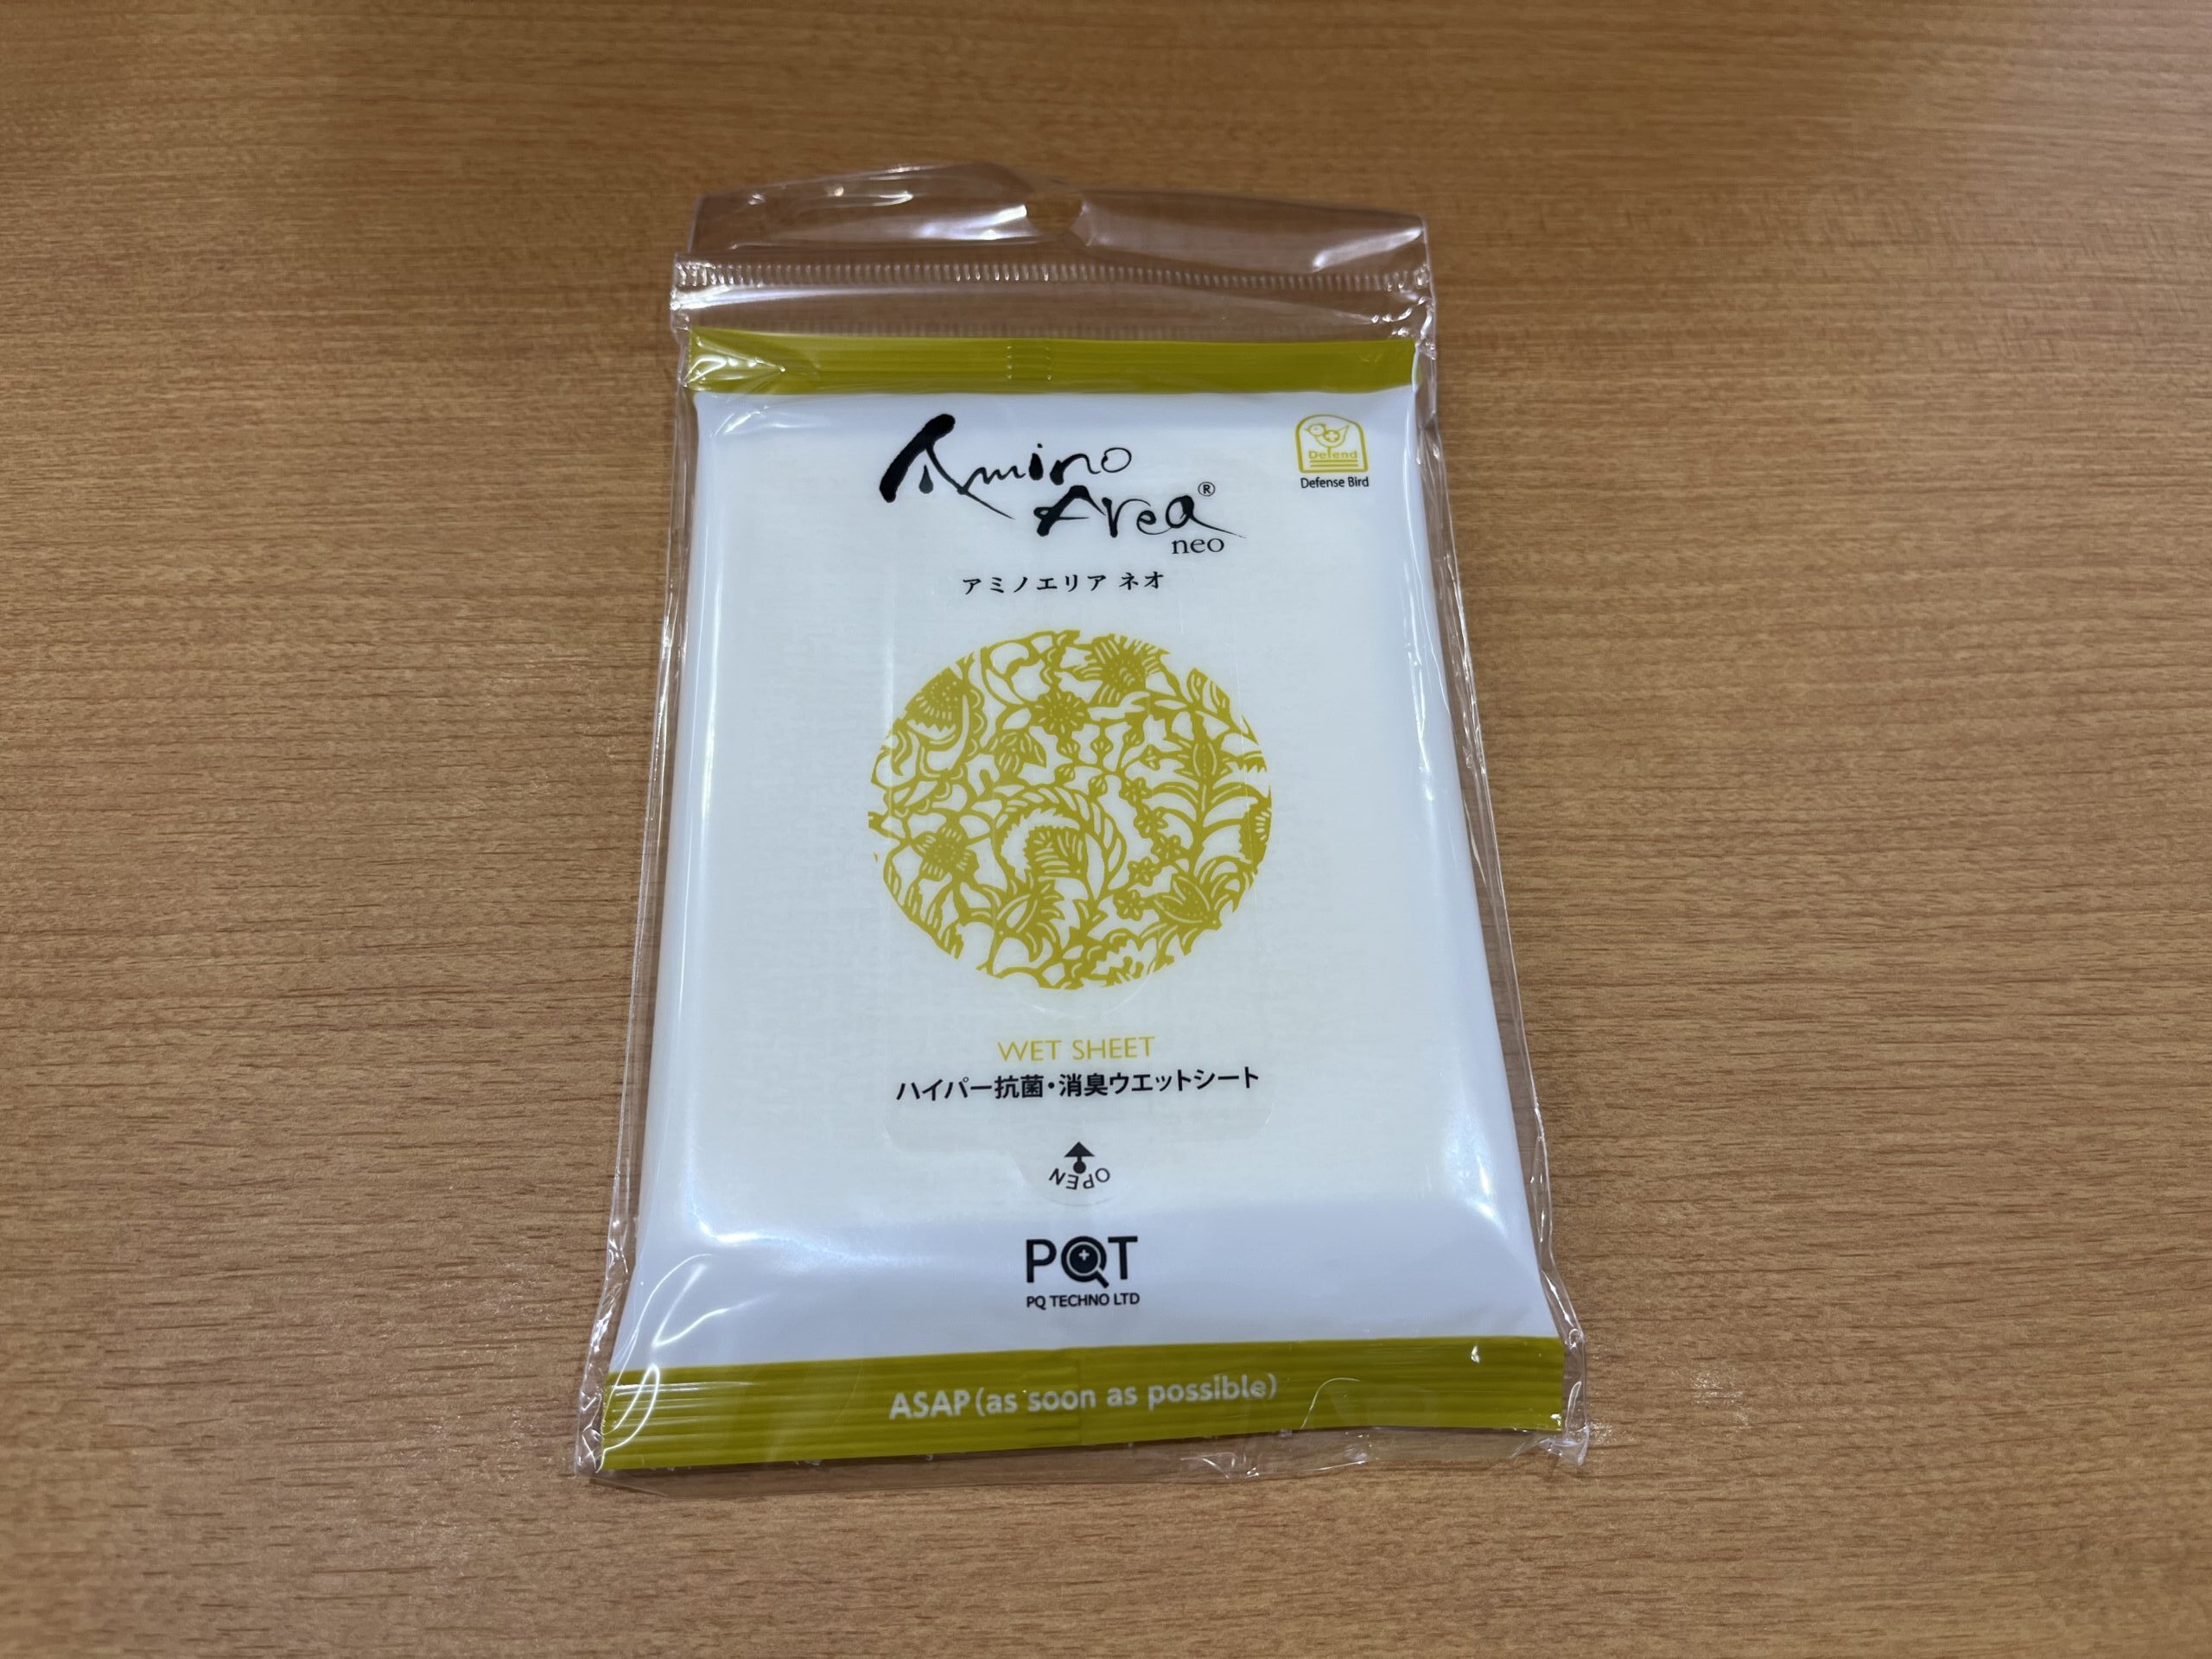 Amino
Area®
neo
Defend
Defense Bird
アミノエリア ネオ
WET SHEET
ハイパー抗菌・消臭ウエットシート
OPEN
PQT
PQ TECHNO LTD
ASAP(as soon as possible)